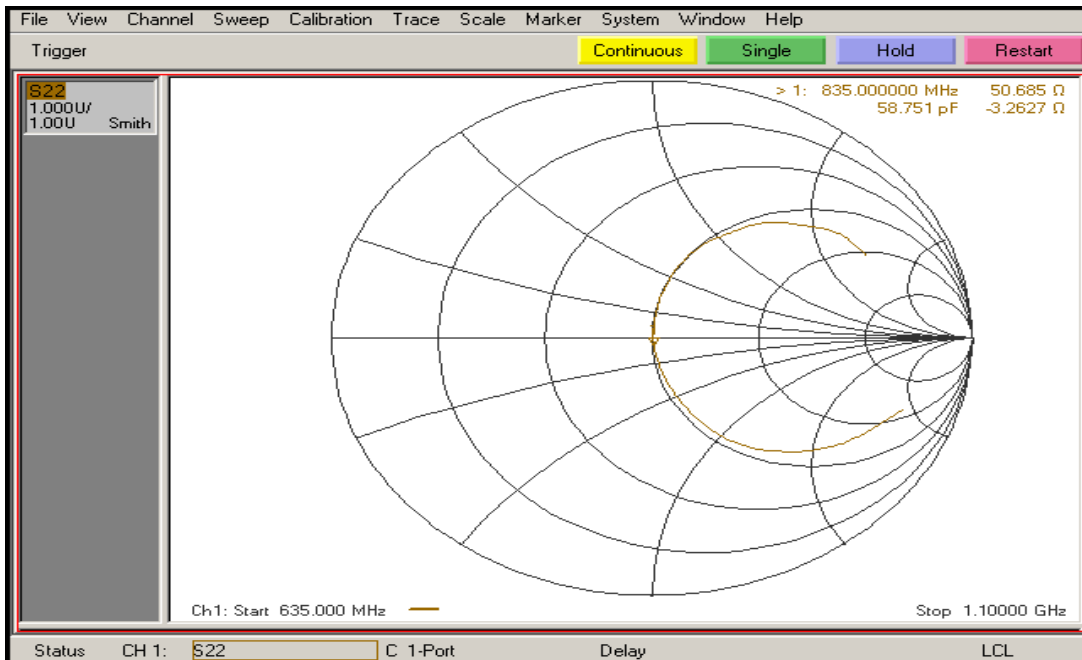 File View Channel Sweep Calibration Trace Scale Marker System Window Help
Trigger Continuous Single Hold Restart
S22
1.000U/
1.00U Smith
> 1: 835.000000 MHz 50.685 Ω
58.751 pF -3.2627 Ω
Ch1: Start 635.000 MHz Stop 1.10000 GHz
Status CH 1: S22 C 1-Port Delay LCL